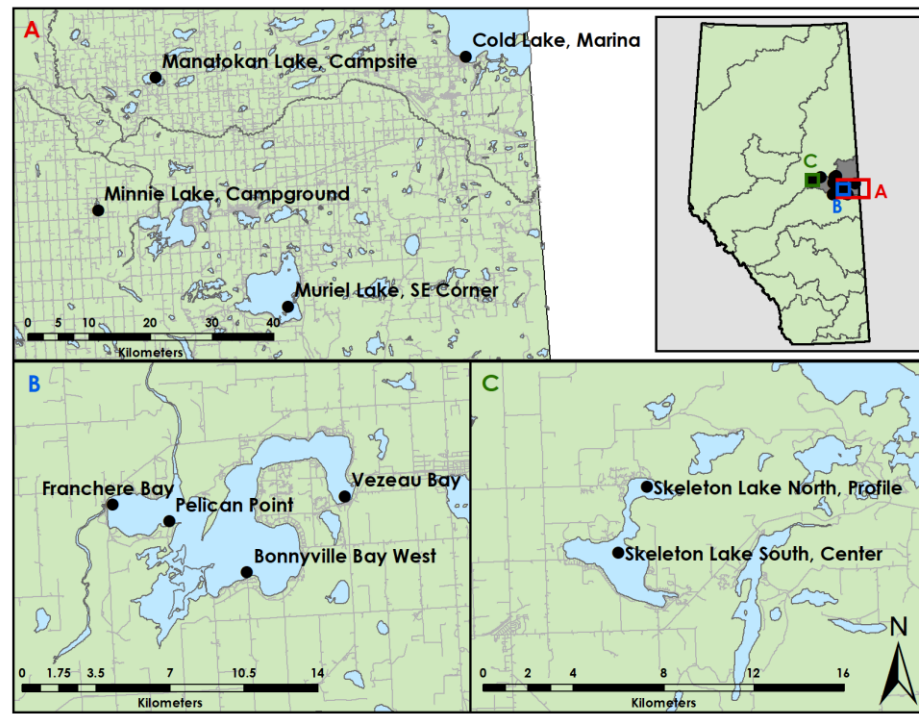 A
Cold Lake, Marina
Manatokan Lake, Campsite
Minnie Lake, Campground
Muriel Lake, SE Corner
0 5 10 20 30 40
Kilometers
C
B
A
B
Vezeau Bay
Franchere Bay
Pelican Point
Bonnyville Bay West
0 1.75 3.5 7 10.5 14
Kilometers
C
Skeleton Lake North, Profile
Skeleton Lake South, Center
N
0 2 4 8 12 16
Kilometers